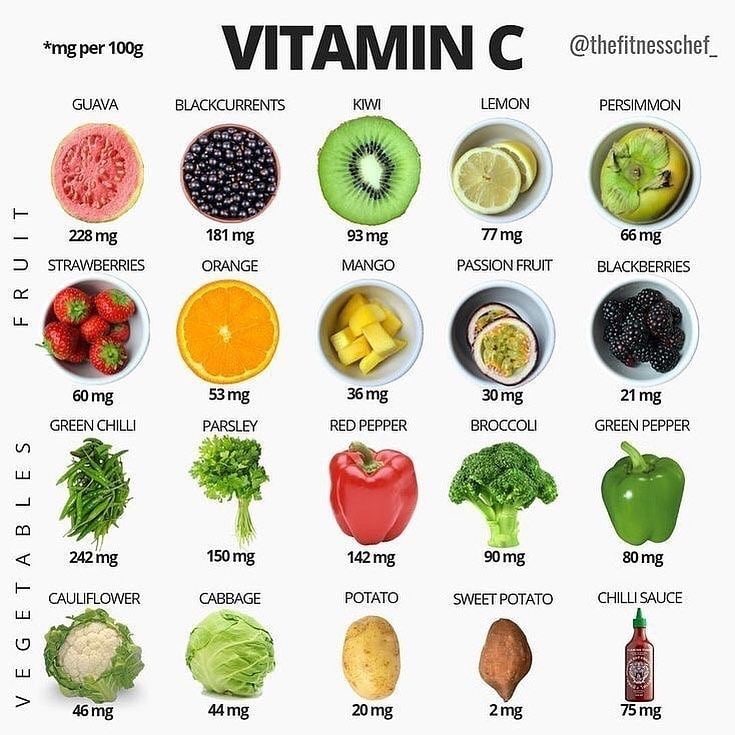 *mg per 100g
VITAMIN C
@thefitnesschef_
FRUIT
GUAVA
BLACKCURRENTS
KIWI
LEMON
PERSIMMON
228 mg
181 mg
93 mg
77 mg
66 mg
STRAWBERRIES
ORANGE
MANGO
PASSION FRUIT
BLACKBERRIES
60 mg
53 mg
36 mg
30 mg
21 mg
VEGETABLES
GREEN CHILLI
PARSLEY
RED PEPPER
BROCCOLI
GREEN PEPPER
242 mg
150 mg
142 mg
90 mg
80 mg
CAULIFLOWER
CABBAGE
POTATO
SWEET POTATO
CHILLI SAUCE
46 mg
44 mg
20 mg
2 mg
75 mg